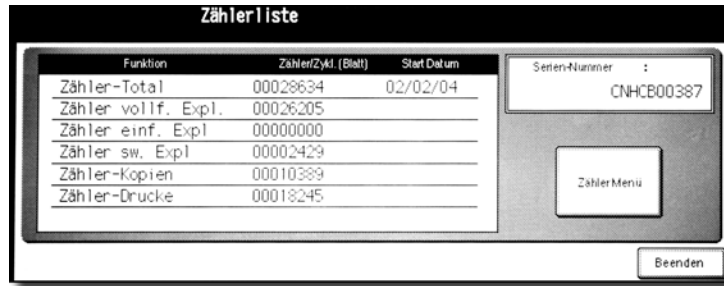 Zählerliste
Funktion Zähler/Zykl.(Blatt) Start Datum
Zähler-Total 00028634 02/02/04
Zähler vollf. Expl. 00026205
Zähler einf. Expl 00000000
Zähler sw. Expl 00002429
Zähler-Kopien 00010389
Zähler-Drucke 00018245
Serien-Nummer :
CNHCB00387
Zähler Menü
Beenden